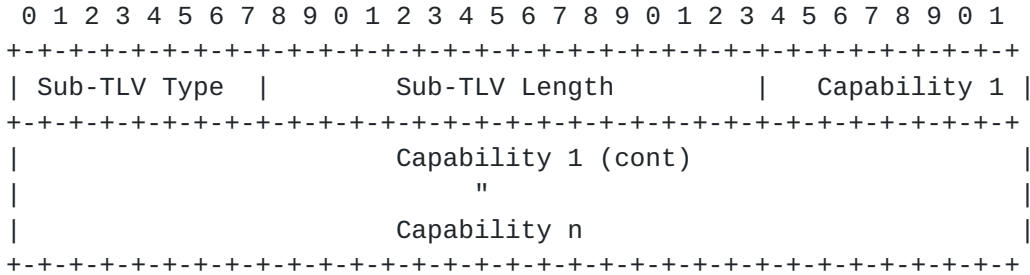 0 1 2 3 4 5 6 7 8 9 0 1 2 3 4 5 6 7 8 9 0 1 2 3 4 5 6 7 8 9 0 1
+-+-+-+-+-+-+-+-+-+-+-+-+-+-+-+-+-+-+-+-+-+-+-+-+-+-+-+-+-+-+-+-+
| Sub-TLV Type  |        Sub-TLV Length         |  Capability 1 |
+-+-+-+-+-+-+-+-+-+-+-+-+-+-+-+-+-+-+-+-+-+-+-+-+-+-+-+-+-+-+-+-+
|                        Capability 1 (cont)                    |
|                             "                                 |
|                        Capability n                           |
+-+-+-+-+-+-+-+-+-+-+-+-+-+-+-+-+-+-+-+-+-+-+-+-+-+-+-+-+-+-+-+-+